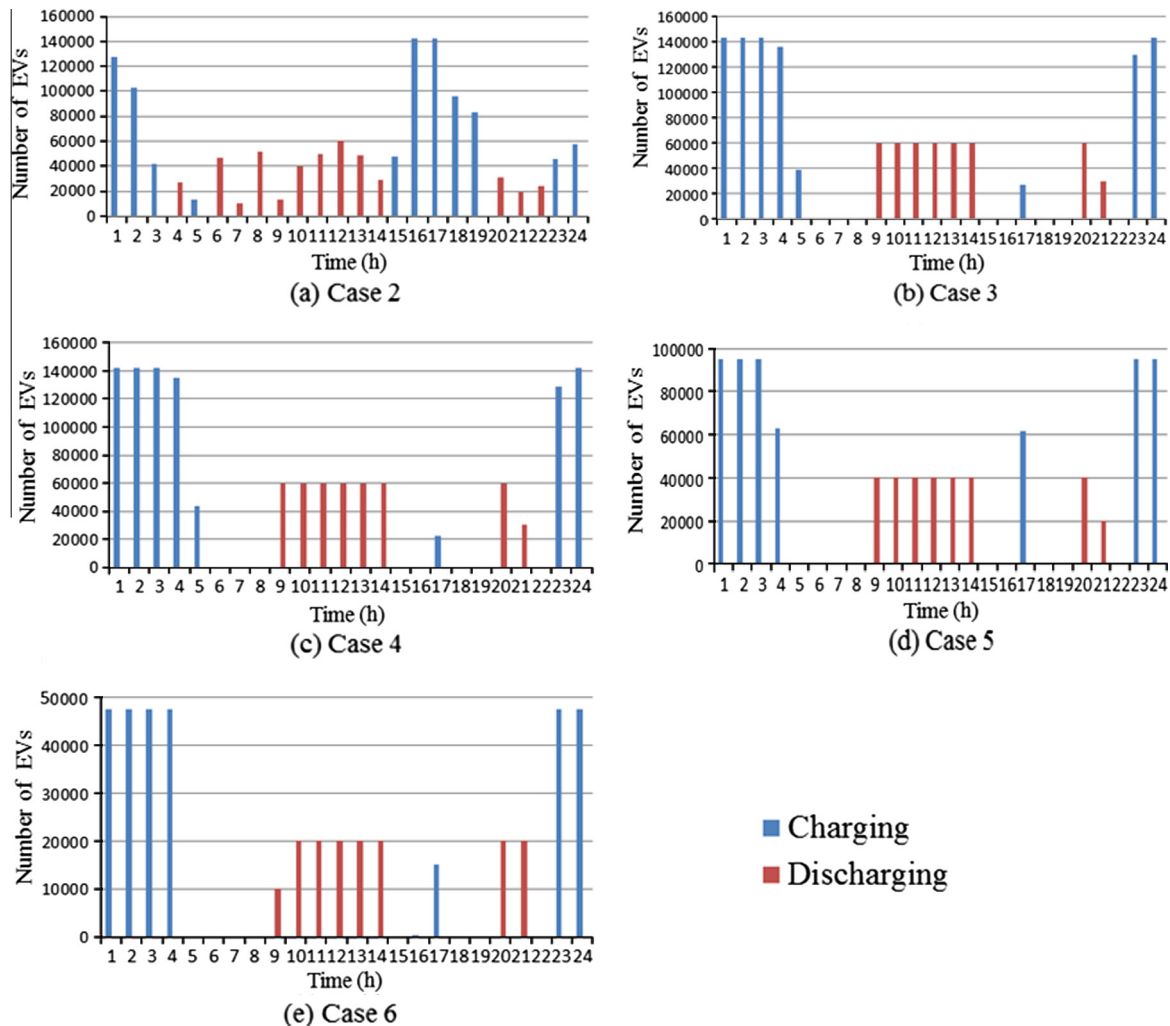 160000
140000
120000
100000
80000
60000
40000
20000
0
Number of EVs
1 2 3 4 5 6 7 8 9 10 11 12 13 14 15 16 17 18 19 20 21 22 23 24
Time (h)
(a) Case 2
160000
140000
120000
100000
80000
60000
40000
20000
0
Number of EVs
1 2 3 4 5 6 7 8 9 10 11 12 13 14 15 16 17 18 19 20 21 22 23 24
Time (h)
(b) Case 3
160000
140000
120000
100000
80000
60000
40000
20000
0
Number of EVs
1 2 3 4 5 6 7 8 9 10 11 12 13 14 15 16 17 18 19 20 21 22 23 24
Time (h)
(c) Case 4
100000
80000
60000
40000
20000
0
Number of EVs
1 2 3 4 5 6 7 8 9 10 11 12 13 14 15 16 17 18 19 20 21 22 23 24
Time (h)
(d) Case 5
50000
40000
30000
20000
10000
0
Number of EVs
1 2 3 4 5 6 7 8 9 10 11 12 13 14 15 16 17 18 19 20 21 22 23 24
Time (h)
(e) Case 6
Charging
Discharging